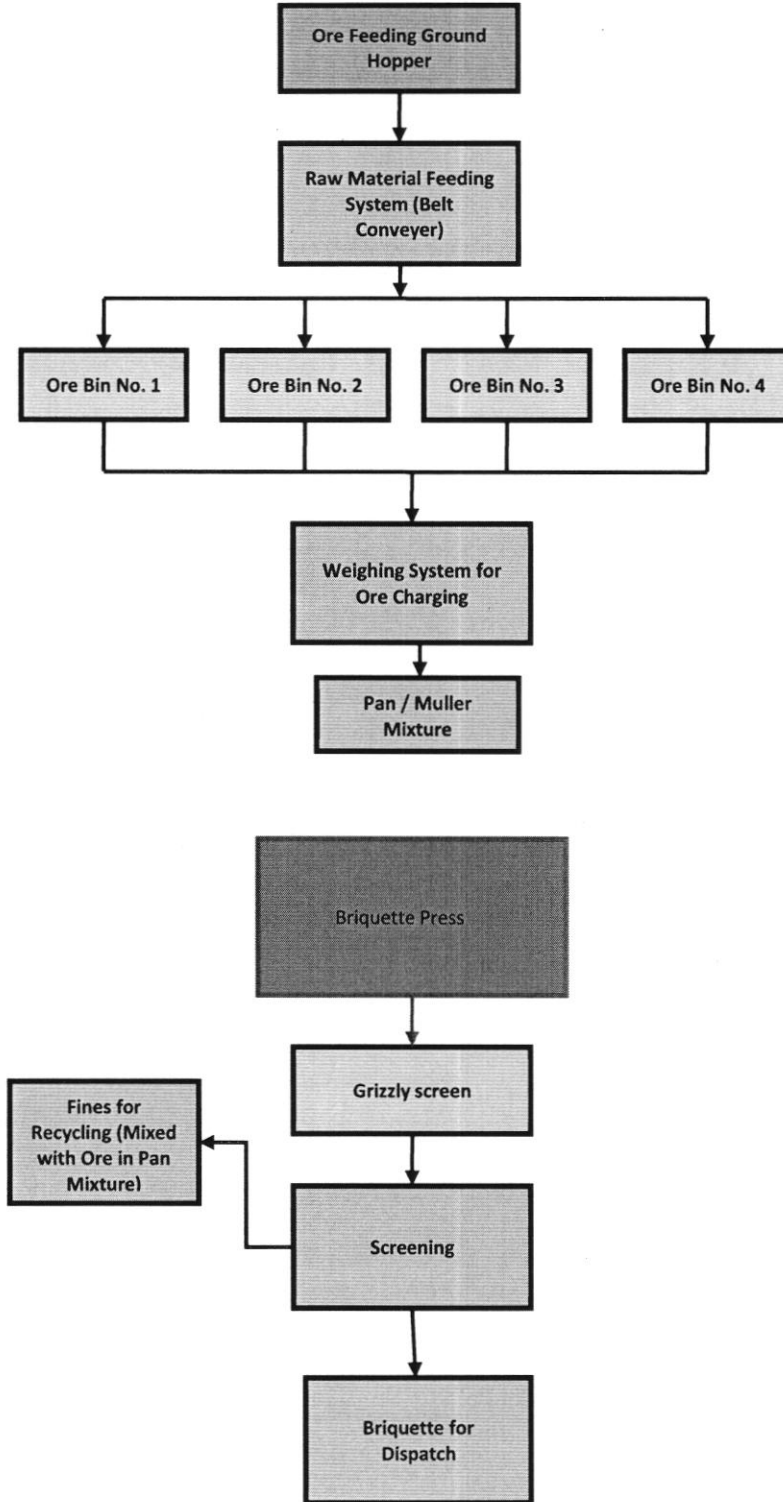 Ore Feeding Ground
Hopper
Raw Material Feeding
System (Belt
Conveyer)
Ore Bin No. 1
Ore Bin No. 2
Ore Bin No. 3
Ore Bin No. 4
Weighing System for
Ore Charging
Pan / Muller
Mixture
Briquette Press
Grizzly screen
Fines for
Recycling (Mixed
with Ore in Pan
Mixture)
Screening
Briquette for
Dispatch